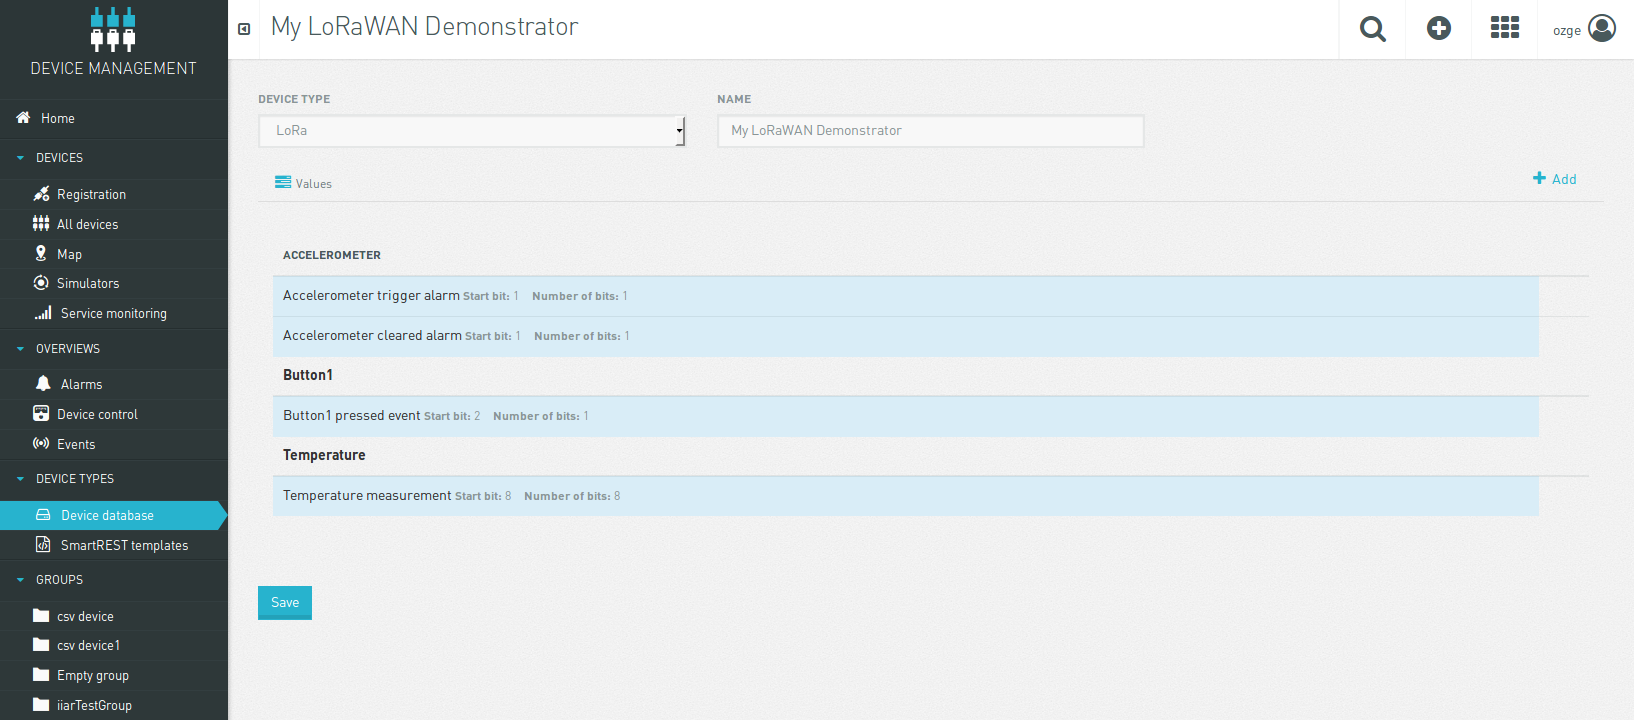 DEVICE MANAGEMENT
Home
DEVICES
Registration
All devices
Map
Simulators
Service monitoring
OVERVIEWS
Alarms
Device control
Events
DEVICE TYPES
Device database
SmartREST templates
GROUPS
csv device
csv device1
Empty group
iiarTestGroup
My LoRaWAN Demonstrator
ozge
DEVICE TYPE
LoRa
NAME
My LoRaWAN Demonstrator
Values
Add
ACCELEROMETER
Accelerometer trigger alarm Start bit: 1 Number of bits: 1
Accelerometer cleared alarm Start bit: 1 Number of bits: 1
Button1
Button1 pressed event Start bit: 2 Number of bits: 1
Temperature
Temperature measurement Start bit: 8 Number of bits: 8
Save